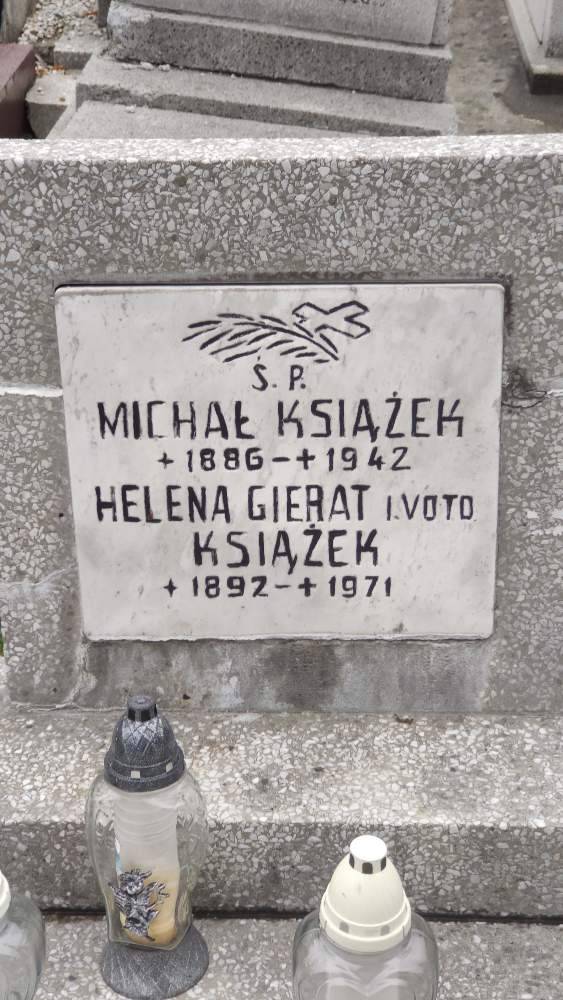 Ś. P.
MICHAŁ KSIĄŻEK
+1886-+1942
HELENA GIERAT I.VOTO
KSIĄŻEK
+1892-+1971